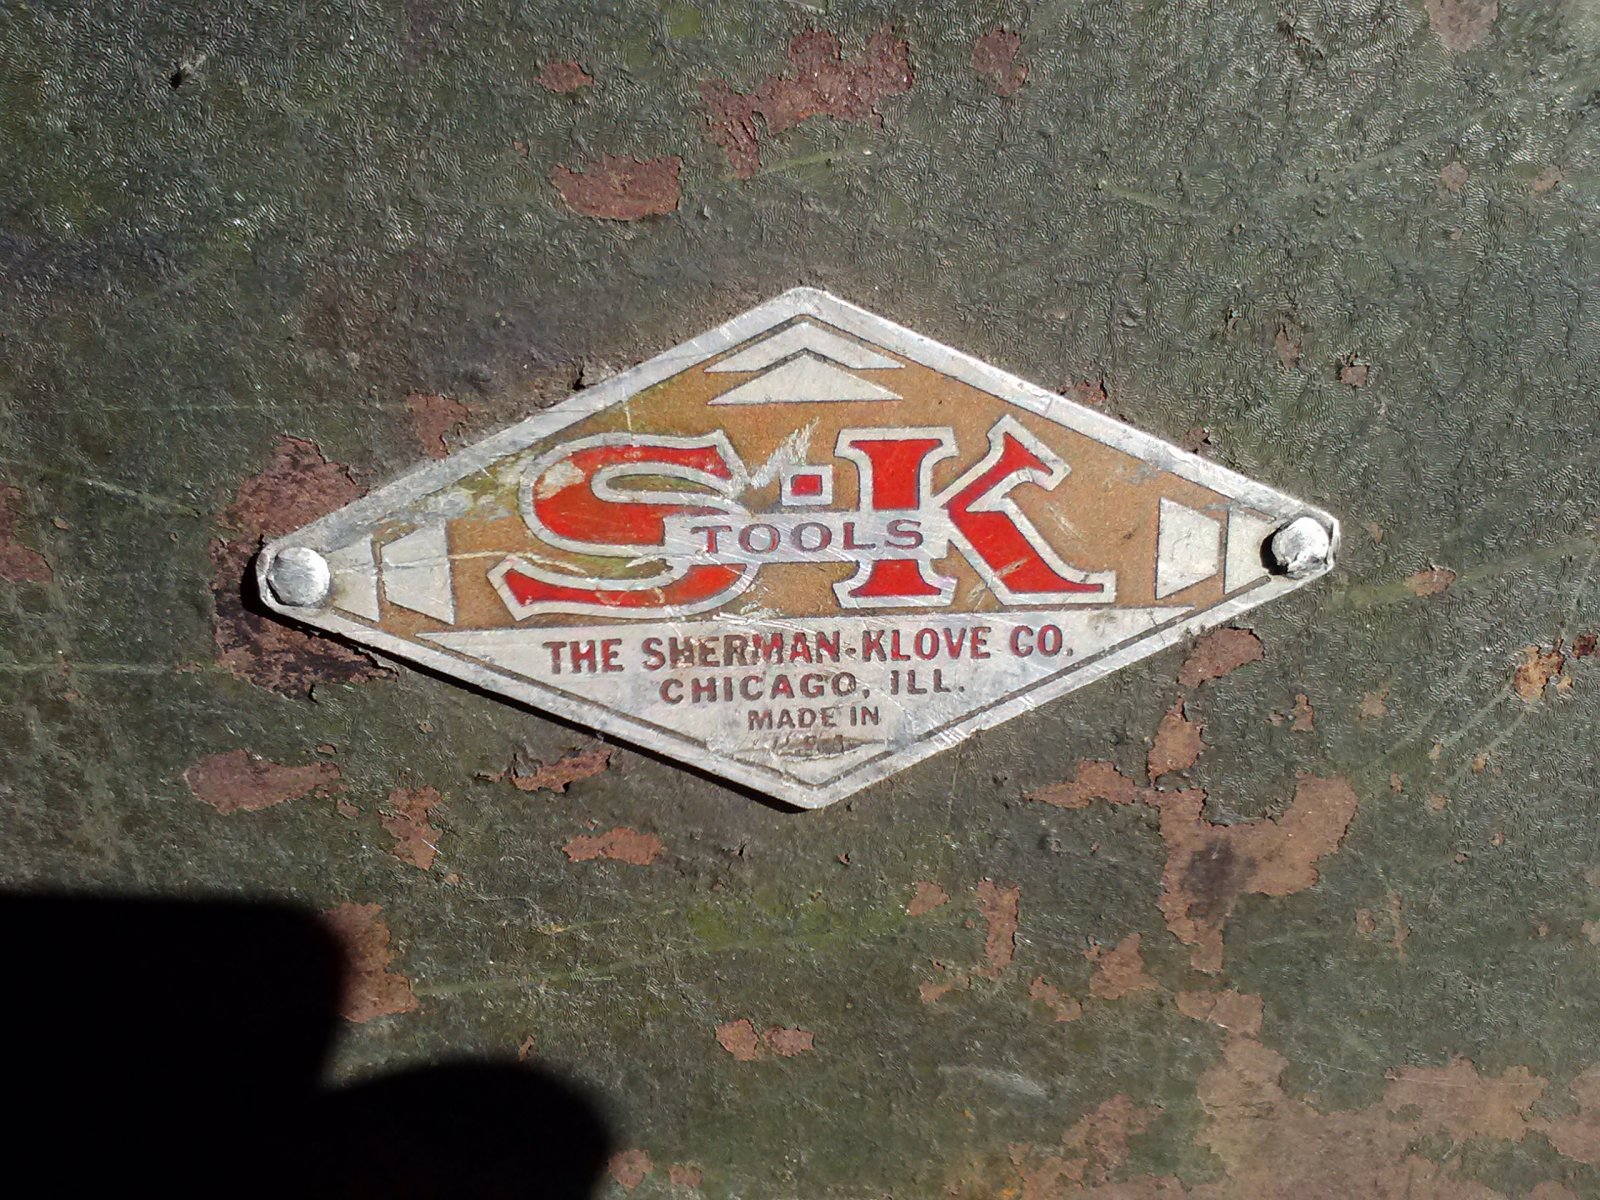 S-K
TOOLS
THE SHERMAN-KLOVE CO.
CHICAGO, ILL.
MADE IN
U.S.A.